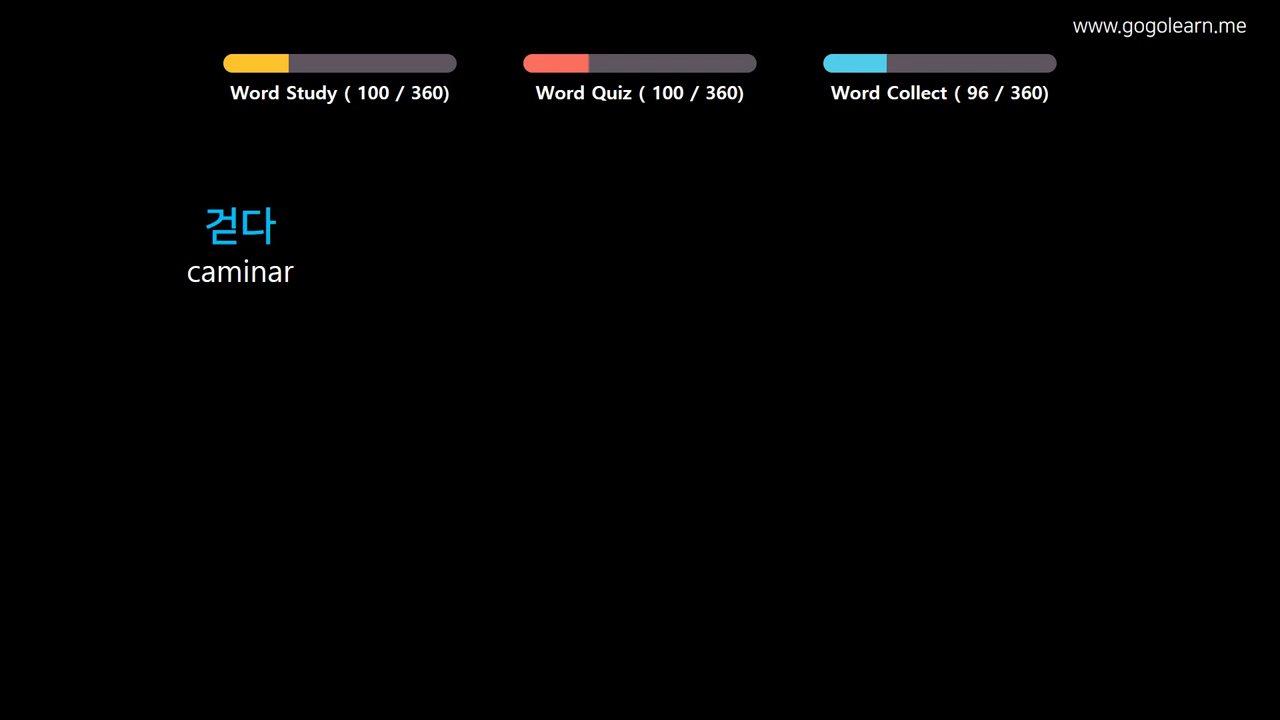 www.gogolearn.me
Word Study ( 100 / 360)
Word Quiz ( 100 / 360)
Word Collect ( 96 / 360)
걷다
caminar